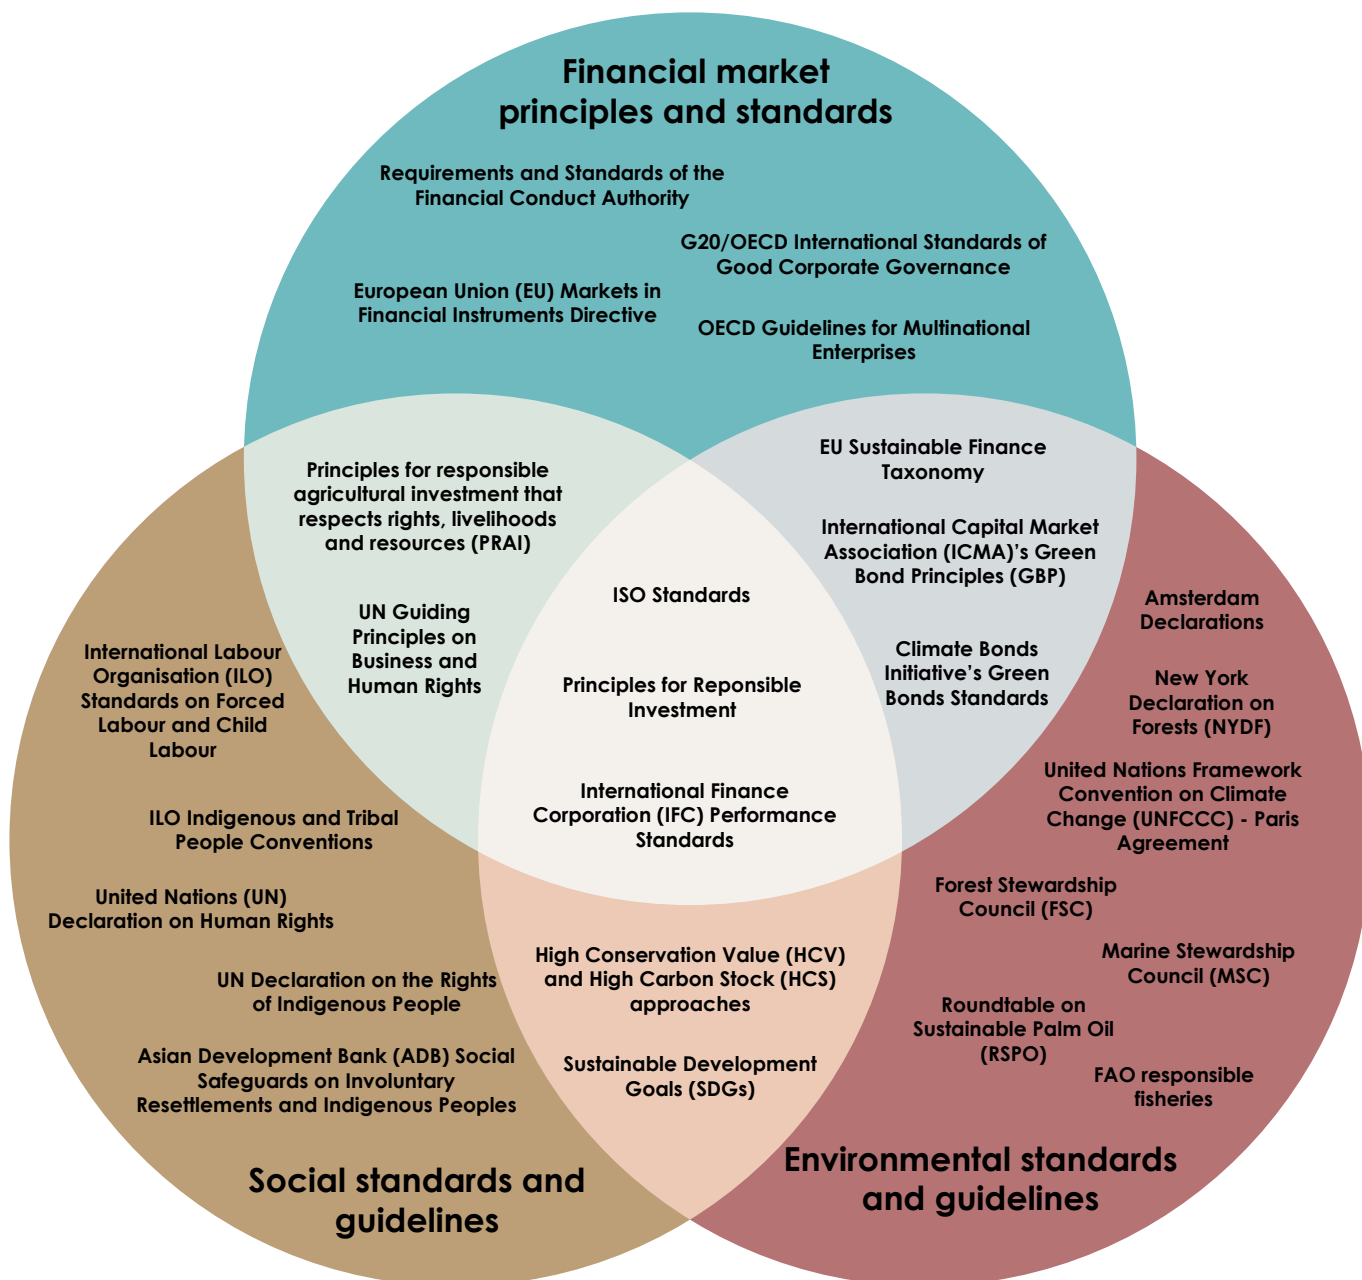 Financial market
principles and standards
Requirements and Standards of the
Financial Conduct Authority
G20/OECD International Standards of
Good Corporate Governance
European Union (EU) Markets in
Financial Instruments Directive
OECD Guidelines for Multinational
Enterprises
Principles for responsible
agricultural investment that
respects rights, livelihoods
and resources (PRAI)
UN Guiding
Principles on
Business and
Human Rights
EU Sustainable Finance
Taxonomy
International Capital Market
Association (ICMA)'s Green
Bond Principles (GBP)
Climate Bonds
Initiative's Green
Bonds Standards
ISO Standards
Principles for Reponsible
Investment
International Finance
Corporation (IFC) Performance
Standards
International Labour
Organisation (ILO)
Standards on Forced
Labour and Child
Labour
ILO Indigenous and Tribal
People Conventions
United Nations (UN)
Declaration on Human Rights
UN Declaration on the Rights
of Indigenous People
Asian Development Bank (ADB) Social
Safeguards on Involuntary
Resettlements and Indigenous Peoples
Social standards and
guidelines
High Conservation Value (HCV)
and High Carbon Stock (HCS)
approaches
Sustainable Development
Goals (SDGs)
Amsterdam
Declarations
New York
Declaration on
Forests (NYDF)
United Nations Framework
Convention on Climate
Change (UNFCCC) - Paris
Agreement
Forest Stewardship
Council (FSC)
Marine Stewardship
Council (MSC)
Roundtable on
Sustainable Palm Oil
(RSPO)
FAO responsible
fisheries
Environmental standards
and guidelines